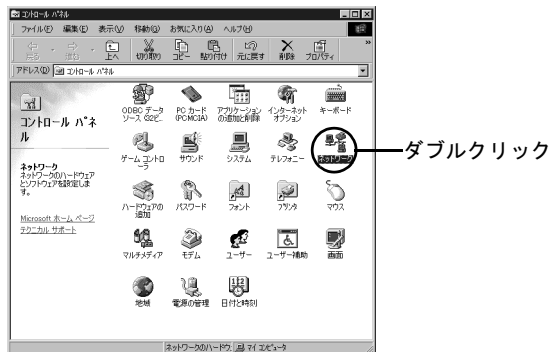 コントロール パネル
ファイル(F) 編集(E) 表示(V) 移動(G) お気に入り(A) ヘルプ(H)
戻る 進む 上へ 切り取り コピー 貼り付け 元に戻す 削除 プロパティ »
アドレス(D) コントロール パネル
コントロール パネ
ル
ネットワーク
ネットワークのハードウェア
とソフトウェアを設定しま
す。
Microsoft ホーム ページ
テクニカル サポート
ODBC データ
ソース (32ビ...
PC カード
(PCMCIA)
アプリケーション
の追加と削除
インターネット
オプション
キーボード
ゲーム コントロ
ーラ
サウンド
システム
テレフォニー
ネットワーク
ダブルクリック
ハードウェアの
追加
パスワード
フォント
プリンタ
マウス
マルチメディア
モデム
ユーザー
ユーザー補助
画面
地域
電源の管理
日付と時刻
ネットワークのハードウ
マイ コンピュータ